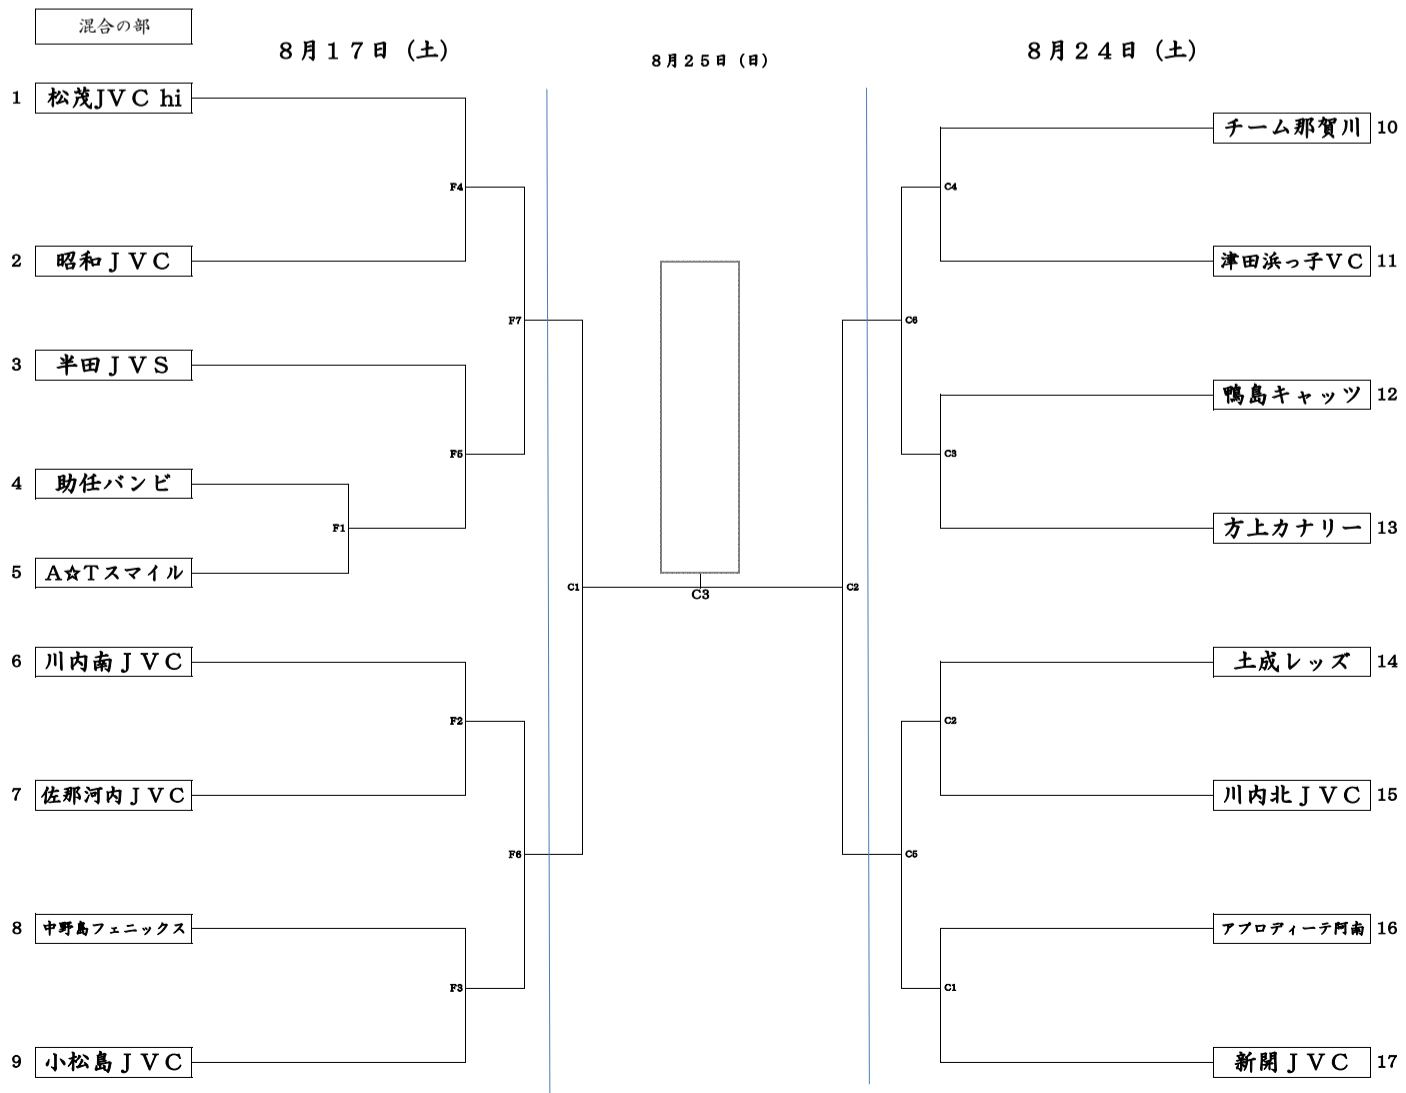 混合の部
８月１７日（土）
８月２５日（日）
８月２４日（土）
1 松茂JVC hi
チーム那賀川 10
F4
C4
2 昭和ＪＶＣ
津田浜っ子ＶＣ 11
F7
C6
3 半田ＪＶＳ
鴨島キャッツ 12
F5
C3
4 助任バンビ
F1
方上カナリー 13
5 A☆Tスマイル
C1
C3
C2
6 川内南ＪＶＣ
土成レッズ 14
F2
C2
7 佐那河内ＪＶＣ
川内北ＪＶＣ 15
F6
C5
8 中野島フェニックス
アプロディーテ阿南 16
F3
C1
9 小松島ＪＶＣ
新開ＪＶＣ 17